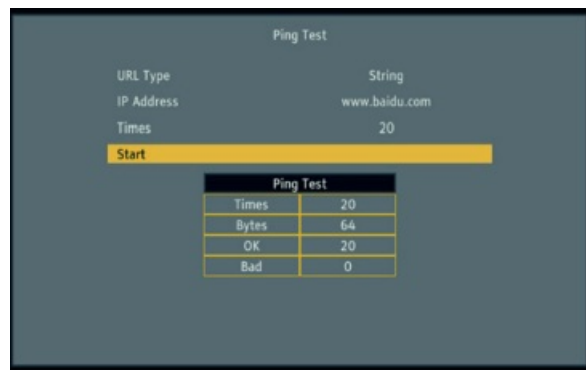 Ping Test
URL Type String
IP Address www.baidu.com
Times 20
Start
Ping Test
Times 20
Bytes 64
OK 20
Bad 0